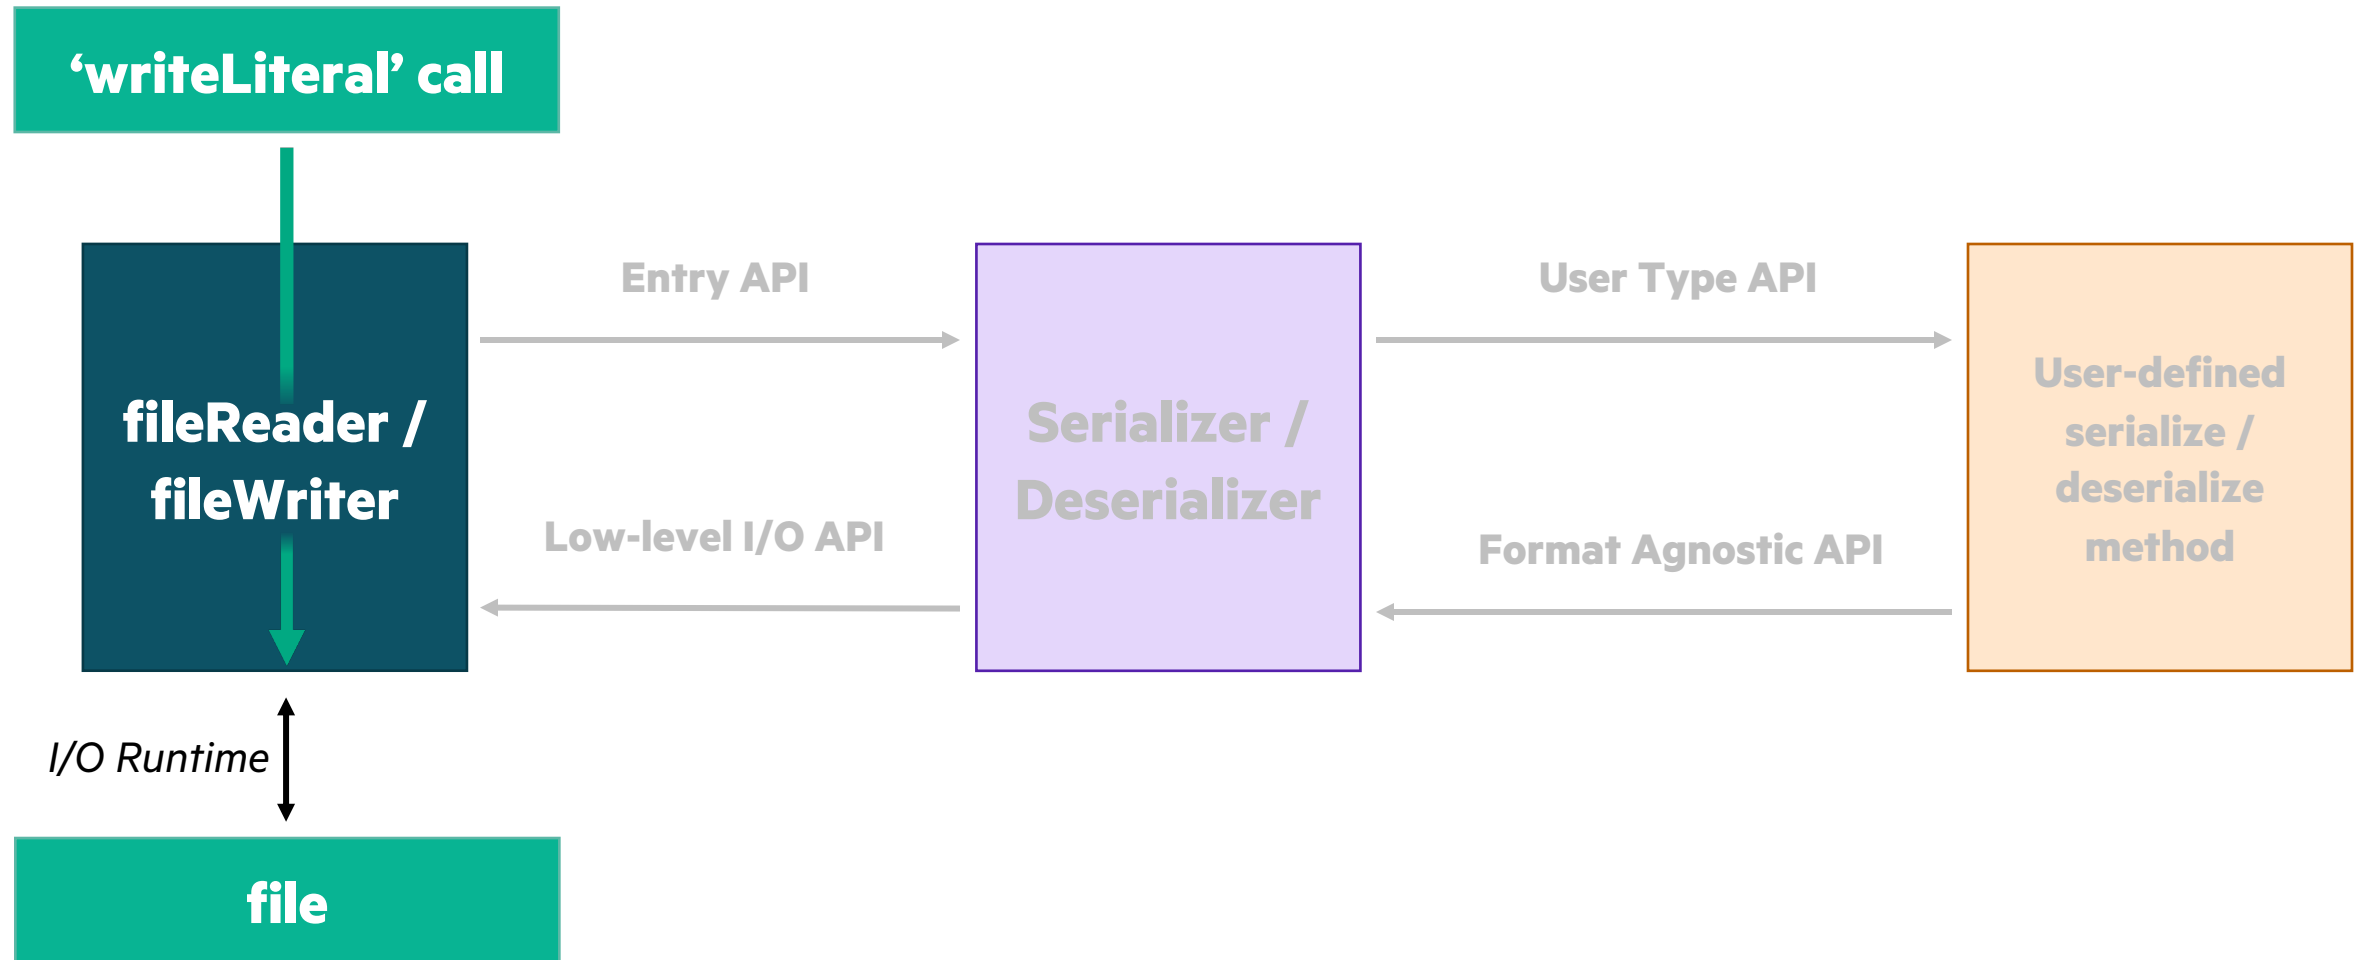 ‘writeLiteral’ call
Entry API
User Type API
fileReader /
fileWriter
Serializer /
Deserializer
User-defined
serialize /
deserialize
method
Low-level I/O API
Format Agnostic API
I/O Runtime
file